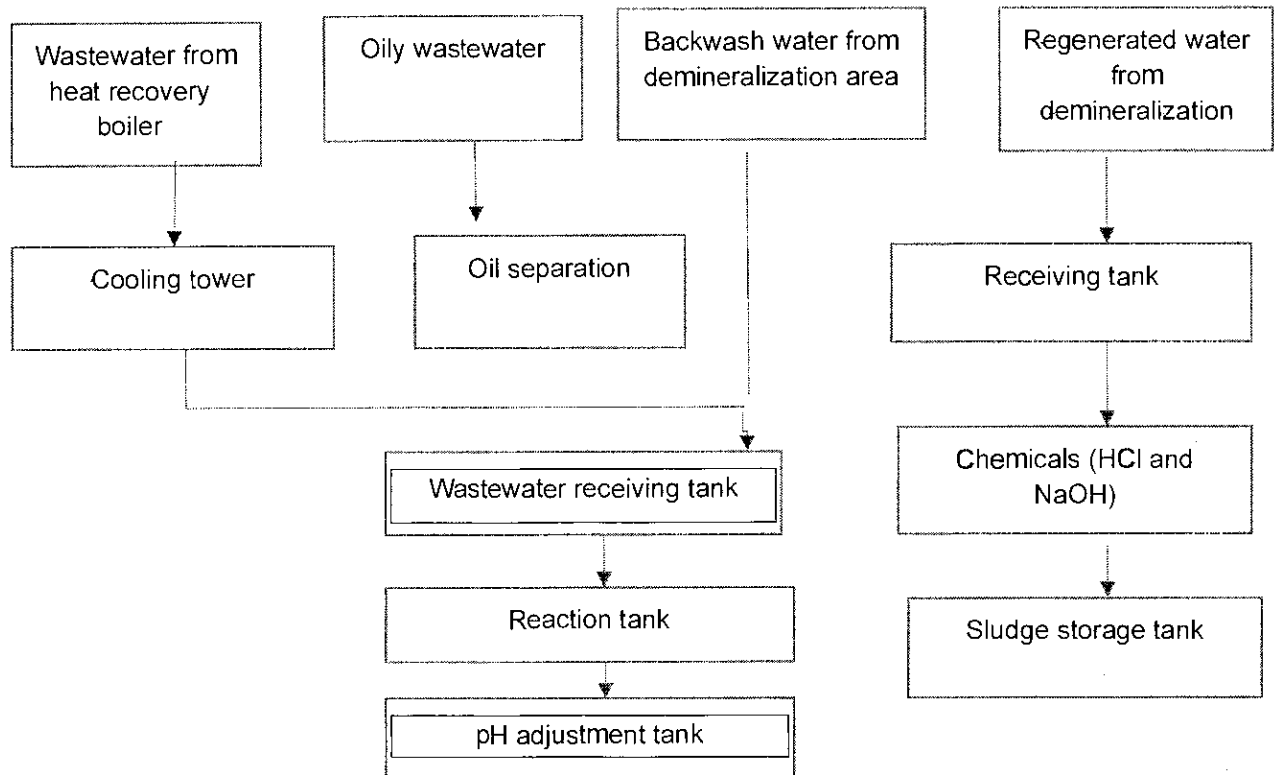 Wastewater from
heat recovery
boiler
Oily wastewater
Backwash water from
demineralization area
Regenerated water
from
demineralization
Cooling tower
Oil separation
Receiving tank
Wastewater receiving tank
Chemicals (HCl and
NaOH)
Reaction tank
Sludge storage tank
pH adjustment tank